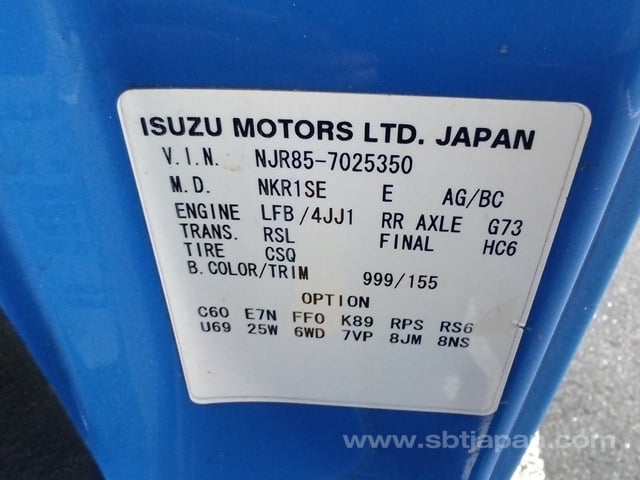 ISUZU MOTORS LTD. JAPAN
V.I.N. NJR85-7025350
M.D. NKR1SE E AG/BC
ENGINE LFB/4JJ1 RR AXLE G73
TRANS. RSL FINAL HC6
TIRE CSQ
B.COLOR/TRIM 999/155
OPTION
C60 E7N FF0 K89 RPS RS6
U69 25W 6WD 7VP 8JM 8NS
www.sbtjapan.com